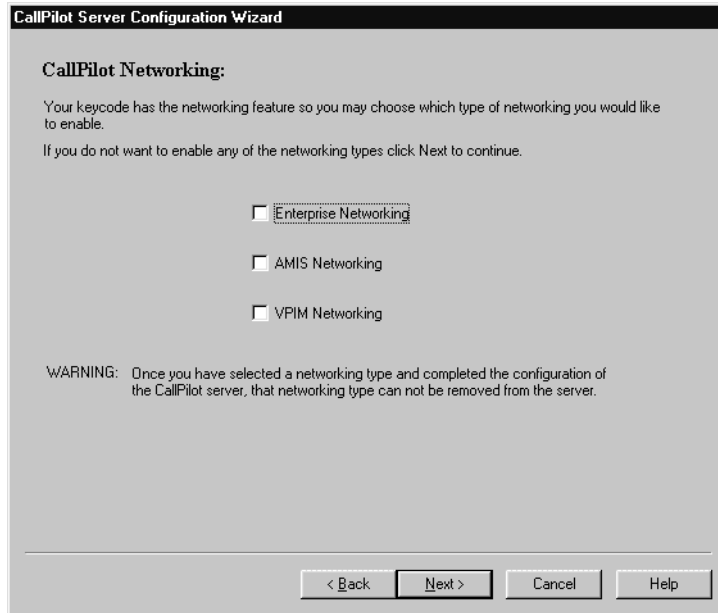 CallPilot Server Configuration Wizard
CallPilot Networking:
Your keycode has the networking feature so you may choose which type of networking you would like
to enable.
If you do not want to enable any of the networking types click Next to continue.
Enterprise Networking
AMIS Networking
VPIM Networking
WARNING: Once you have selected a networking type and completed the configuration of
the CallPilot server, that networking type can not be removed from the server.
< Back Next > Cancel Help